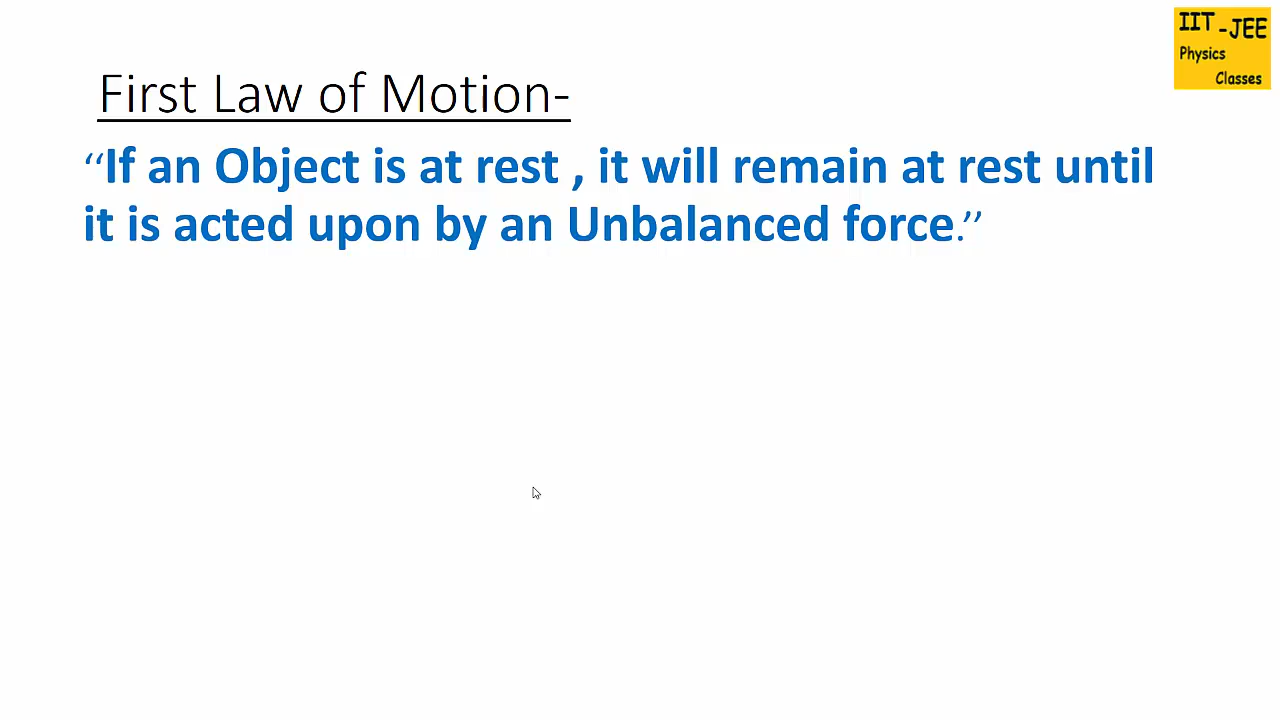 IIT -JEE
Physics
Classes
First Law of Motion-
‘‘If an Object is at rest , it will remain at rest until
it is acted upon by an Unbalanced force.’’